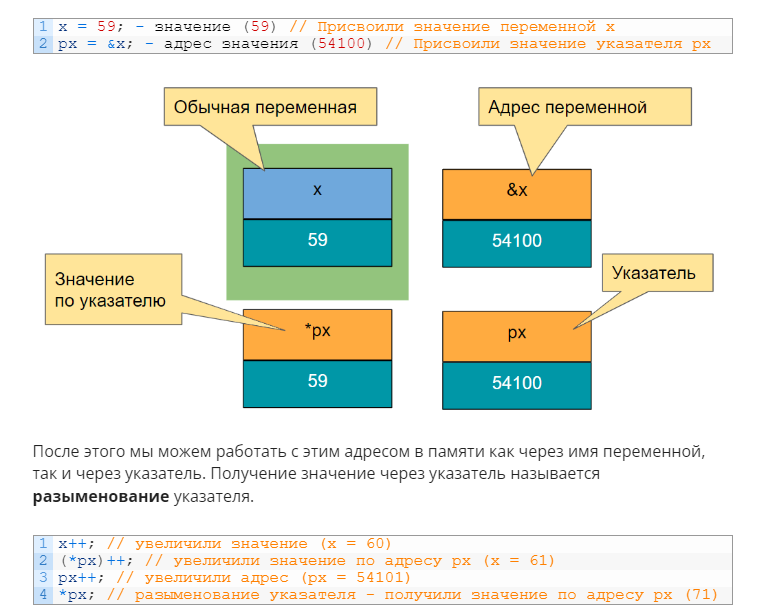 1 x = 59; - значение (59) // Присвоили значение переменной x
2 px = &x; - адрес значения (54100) // Присвоили значение указателя px
Обычная переменная
Адрес переменной
x
&x
59
54100
Значение
по указателю
Указатель
*px
px
59
54100
После этого мы можем работать с этим адресом в памяти как через имя переменной,
так и через указатель. Получение значение через указатель называется
разыменование указателя.
1 x++; // увеличили значение (x = 60)
2 (*px)++; // увеличили значение по адресу px (x = 61)
3 px++; // увеличили адрес (px = 54101)
4 *px; // разыменование указателя - получили значение по адресу px (71)